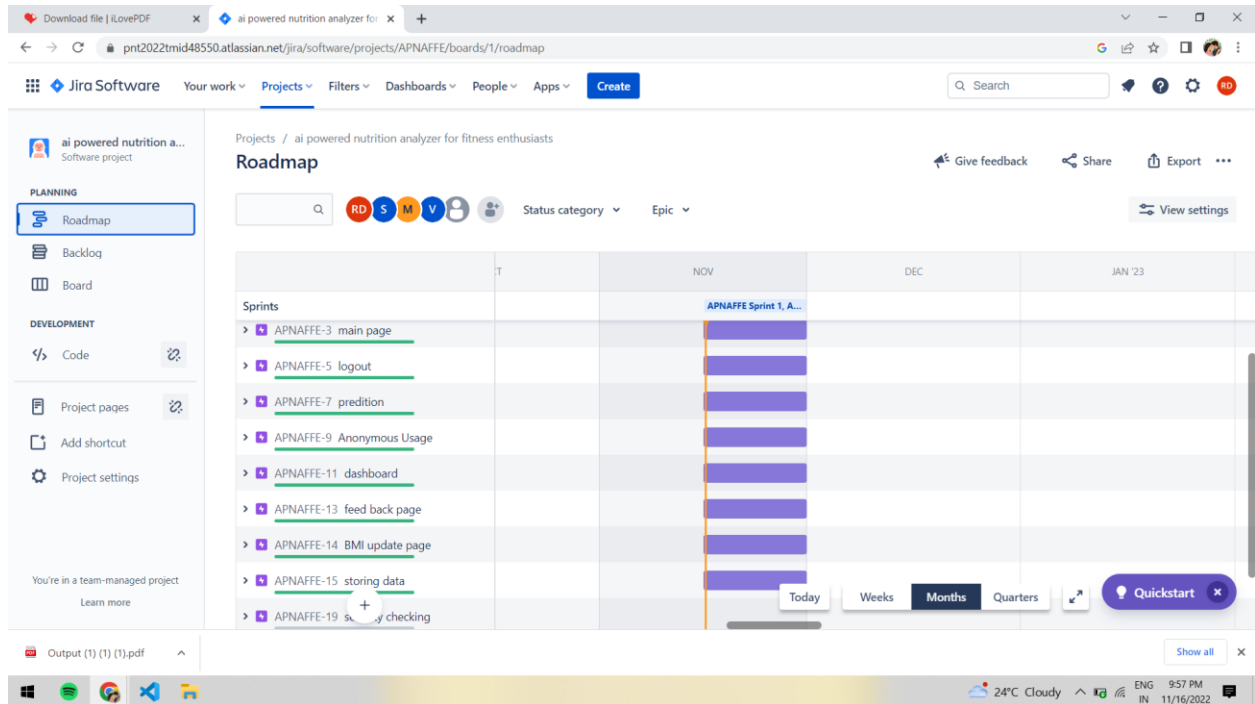 Download file | iLovePDF
ai powered nutrition analyzer for
pnt2022tmid48550.atlassian.net/jira/software/projects/APNAFFE/boards/1/roadmap
Jira Software Your work Projects Filters Dashboards People Apps Create Search RD
ai powered nutrition a...
Software project
PLANNING
Roadmap
Backlog
Board
DEVELOPMENT
Code
Project pages
Add shortcut
Project settings
You're in a team-managed project
Learn more
Projects / ai powered nutrition analyzer for fitness enthusiasts
Roadmap
Give feedback Share Export
RD S M V Status category Epic View settings
NOV DEC JAN '23
Sprints APNAFFE Sprint 1, A...
APNAFFE-3 main page
APNAFFE-5 logout
APNAFFE-7 predition
APNAFFE-9 Anonymous Usage
APNAFFE-11 dashboard
APNAFFE-13 feed back page
APNAFFE-14 BMI update page
APNAFFE-15 storing data
APNAFFE-19 checking
Today Weeks Months Quarters Quickstart
Output (1) (1) (1).pdf Show all
24°C Cloudy ENG 9:57 PM
IN 11/16/2022